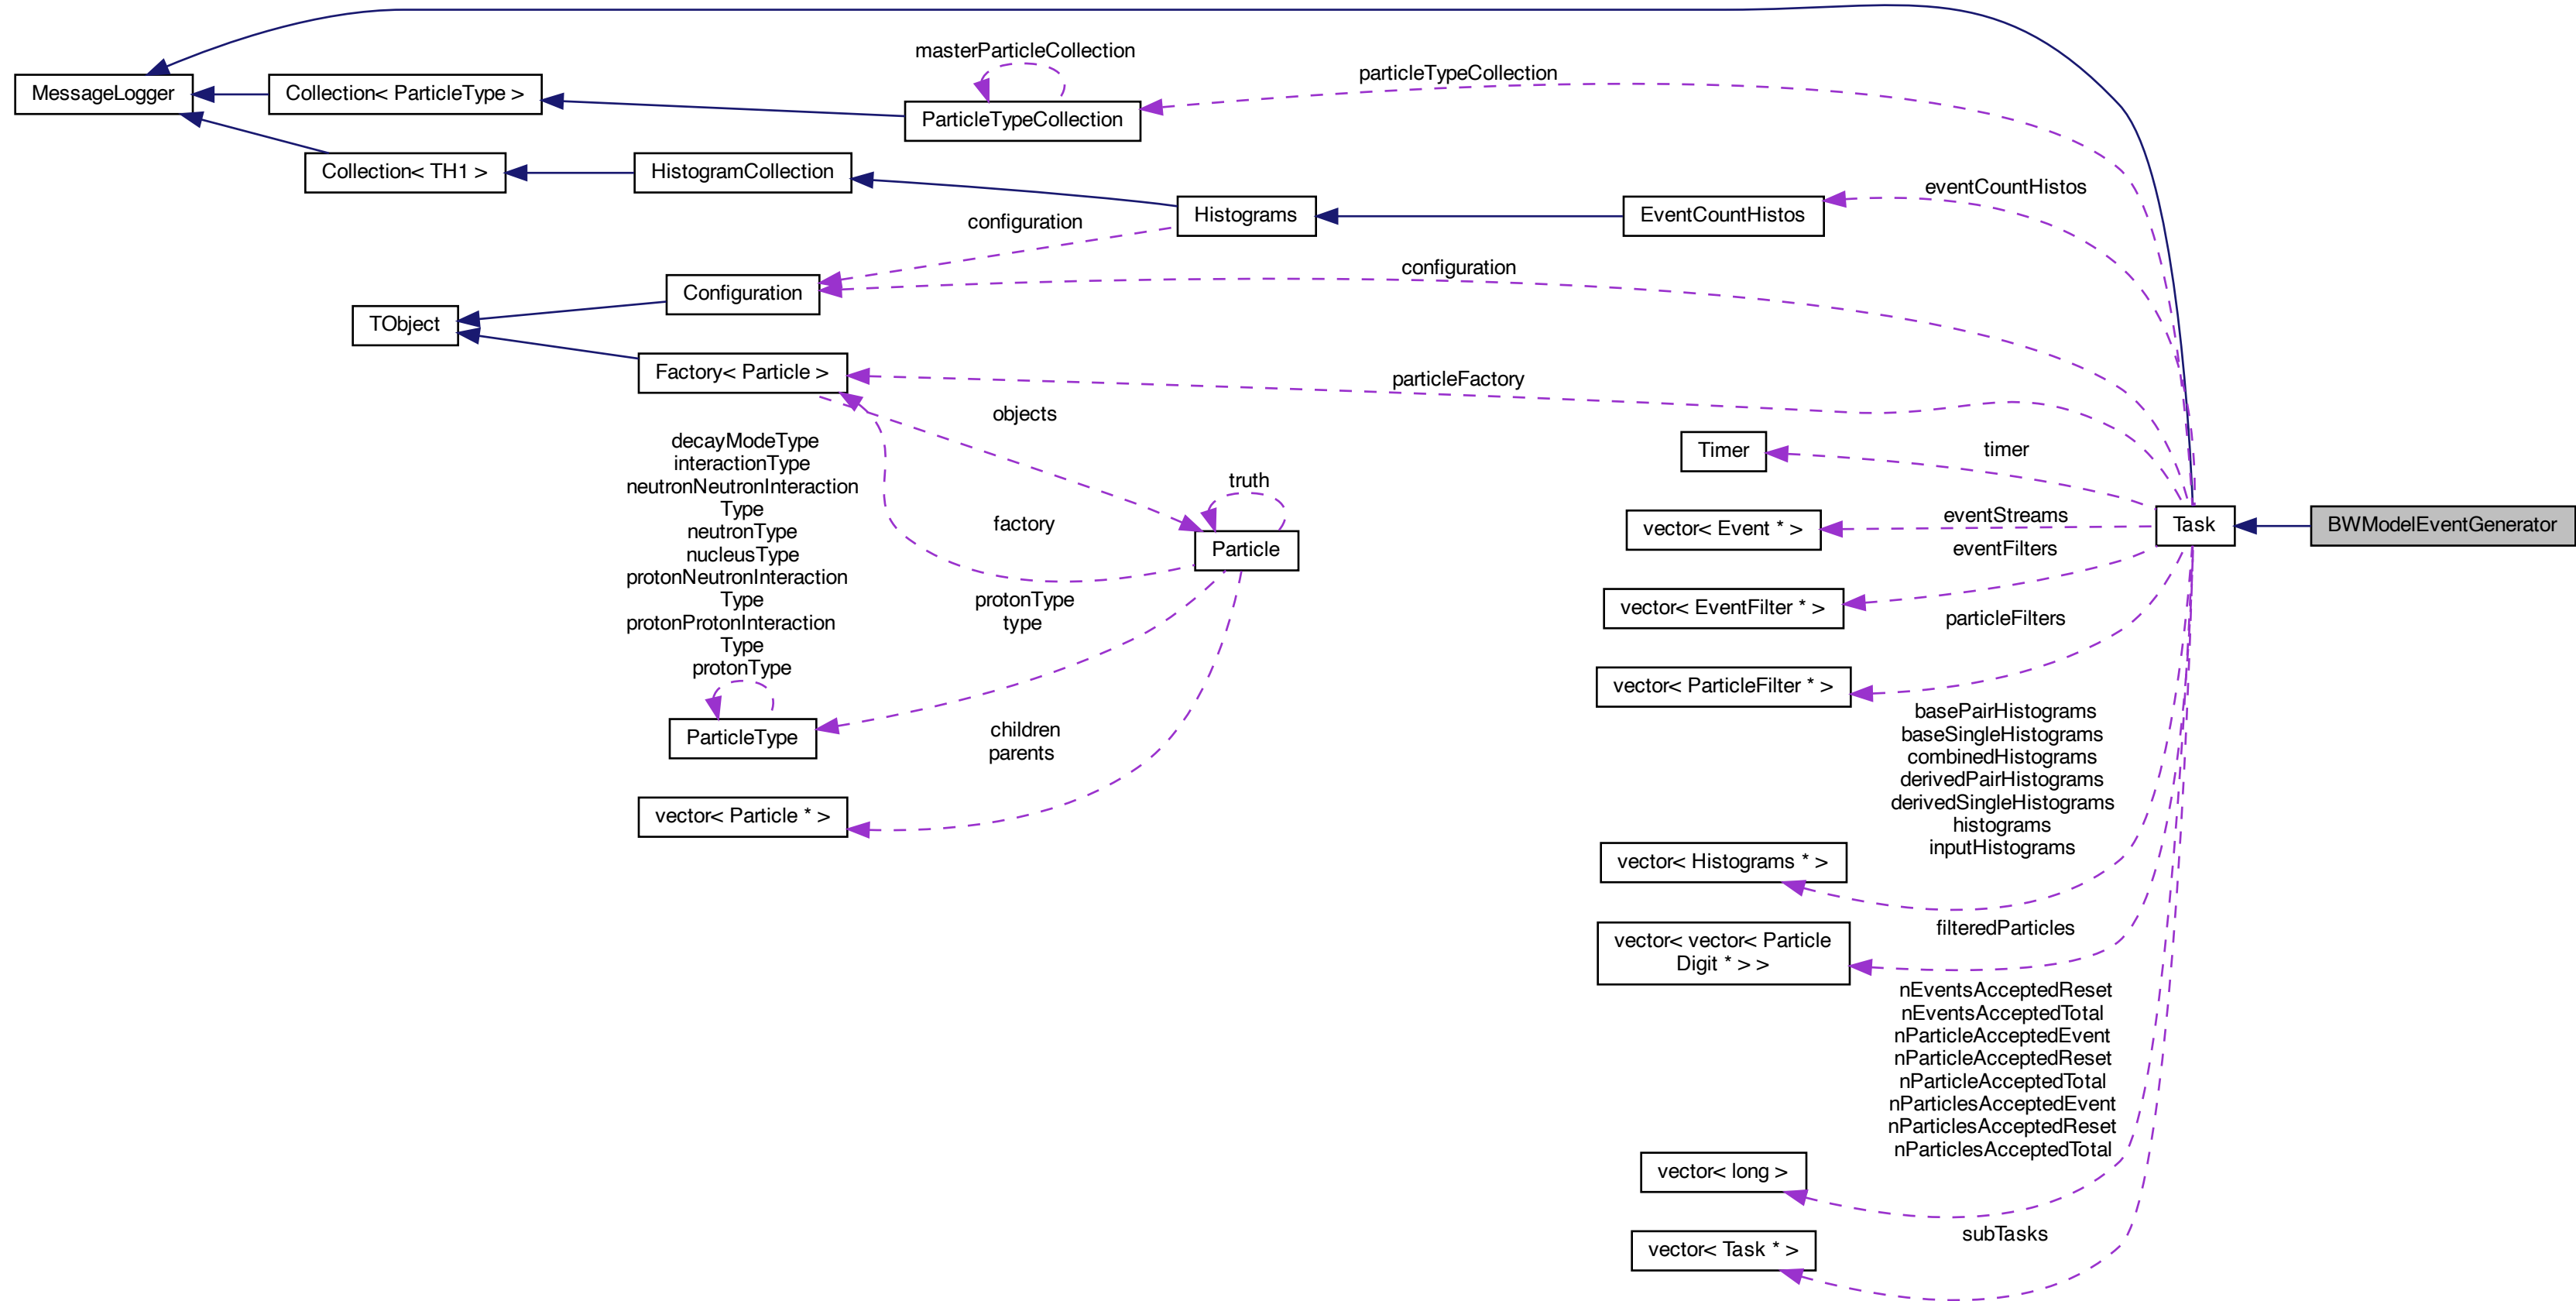 masterParticleCollection
particleTypeCollection
MessageLogger
Collection< ParticleType >
ParticleTypeCollection
Collection< TH1 >
HistogramCollection
eventCountHistos
Histograms
EventCountHistos
configuration
configuration
Configuration
TObject
Factory< Particle >
particleFactory
objects
decayModeType
interactionType
neutronNeutronInteraction
Type
neutronType
nucleusType
protonNeutronInteraction
Type
protonProtonInteraction
Type
protonType
truth
factory
Particle
protonType
type
ParticleType
children
parents
vector< Particle * >
Timer
timer
vector< Event * >
eventStreams
Task
BWModelEventGenerator
eventFilters
vector< EventFilter * >
particleFilters
vector< ParticleFilter * >
basePairHistograms
baseSingleHistograms
combinedHistograms
derivedPairHistograms
derivedSingleHistograms
histograms
inputHistograms
vector< Histograms * >
filteredParticles
vector< vector< Particle
Digit * > >
nEventsAcceptedReset
nEventsAcceptedTotal
nParticleAcceptedEvent
nParticleAcceptedReset
nParticleAcceptedTotal
nParticlesAcceptedEvent
nParticlesAcceptedReset
nParticlesAcceptedTotal
vector< long >
subTasks
vector< Task * >